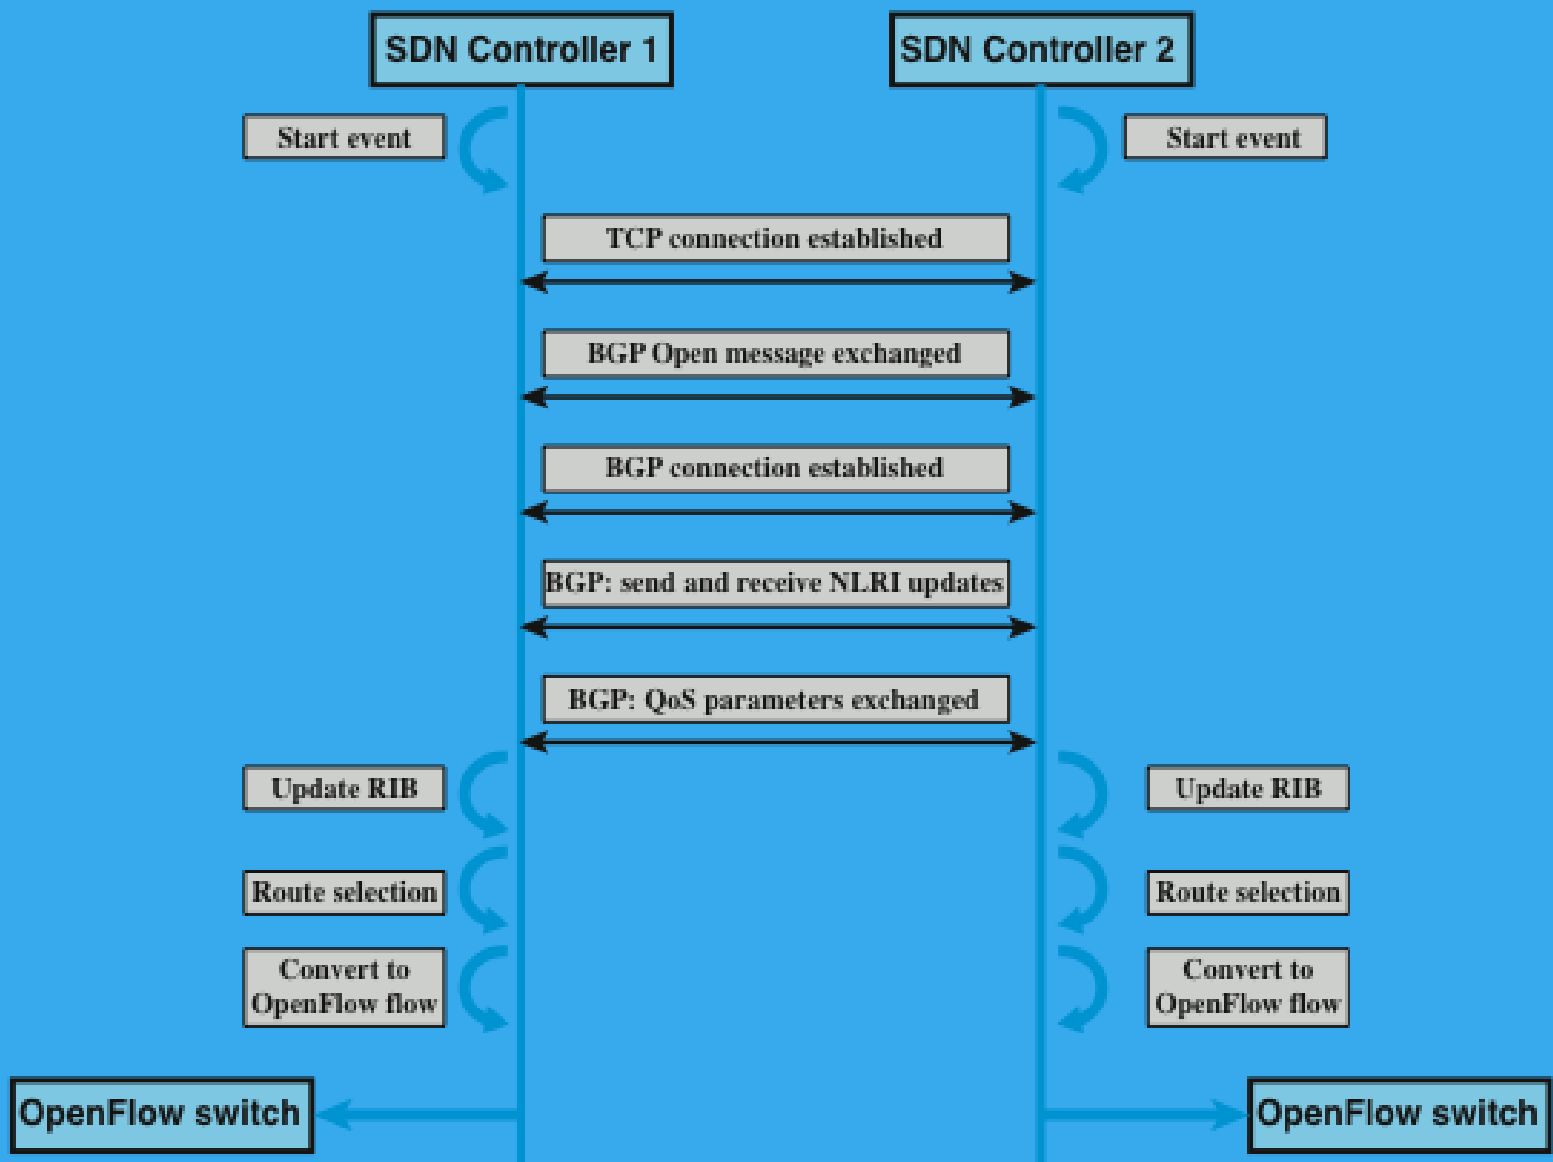 SDN Controller 1
SDN Controller 2
Start event
Start event
TCP connection established
BGP Open message exchanged
BGP connection established
BGP: send and receive NLRI updates
BGP: QoS parameters exchanged
Update RIB
Update RIB
Route selection
Route selection
Convert to
OpenFlow flow
Convert to
OpenFlow flow
OpenFlow switch
OpenFlow switch